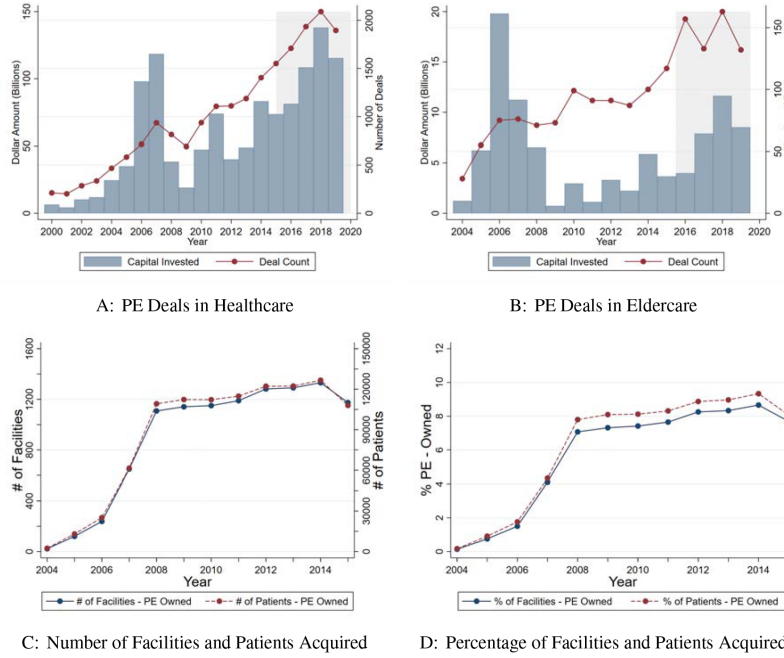 Dollar Amount (Billions)
150
100
50
0
Number of Deals
2000
1500
1000
500
0
2000 2002 2004 2006 2008 2010 2012 2014 2016 2018 2020
Year
Capital Invested Deal Count
A: PE Deals in Healthcare
Dollar Amount (Billions)
20
15
10
5
0
150
100
50
0
2004 2006 2008 2010 2012 2014 2016 2018 2020
Year
Capital Invested Deal Count
B: PE Deals in Eldercare
# of Facilities
1600
1200
800
400
0
# of Patients
150000
120000
90000
60000
30000
0
2004 2006 2008 2010 2012 2014
Year
# of Facilities - PE Owned # of Patients - PE Owned
C: Number of Facilities and Patients Acquired
% PE - Owned
12
10
8
6
4
2
0
2004 2006 2008 2010 2012 2014
Year
% of Facilities - PE Owned % of Patients - PE Owned
D: Percentage of Facilities and Patients Acquired